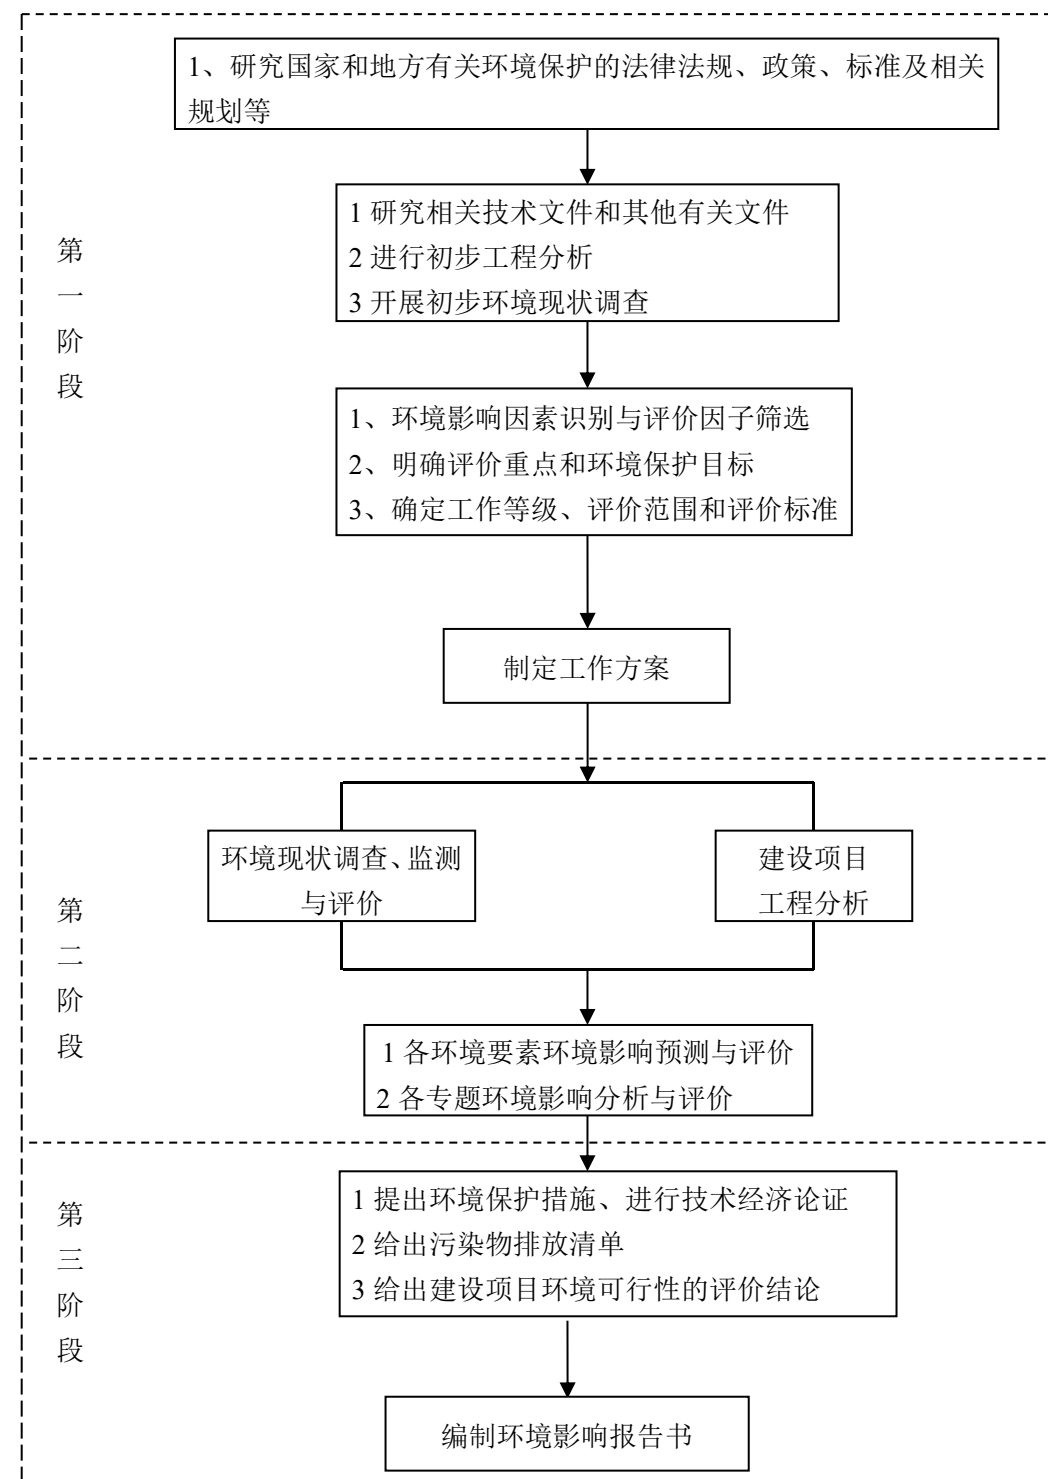 1、研究国家和地方有关环境保护的法律法规、政策、标准及相关
规划等
1 研究相关技术文件和其他有关文件
2 进行初步工程分析
3 开展初步环境现状调查
第
一
阶
段
1、环境影响因素识别与评价因子筛选
2、明确评价重点和环境保护目标
3、确定工作等级、评价范围和评价标准
制定工作方案
环境现状调查、监测
与评价
建设项目
工程分析
第
二
阶
段
1 各环境要素环境影响预测与评价
2 各专题环境影响分析与评价
第
三
阶
段
1 提出环境保护措施、进行技术经济论证
2 给出污染物排放清单
3 给出建设项目环境可行性的评价结论
编制环境影响报告书